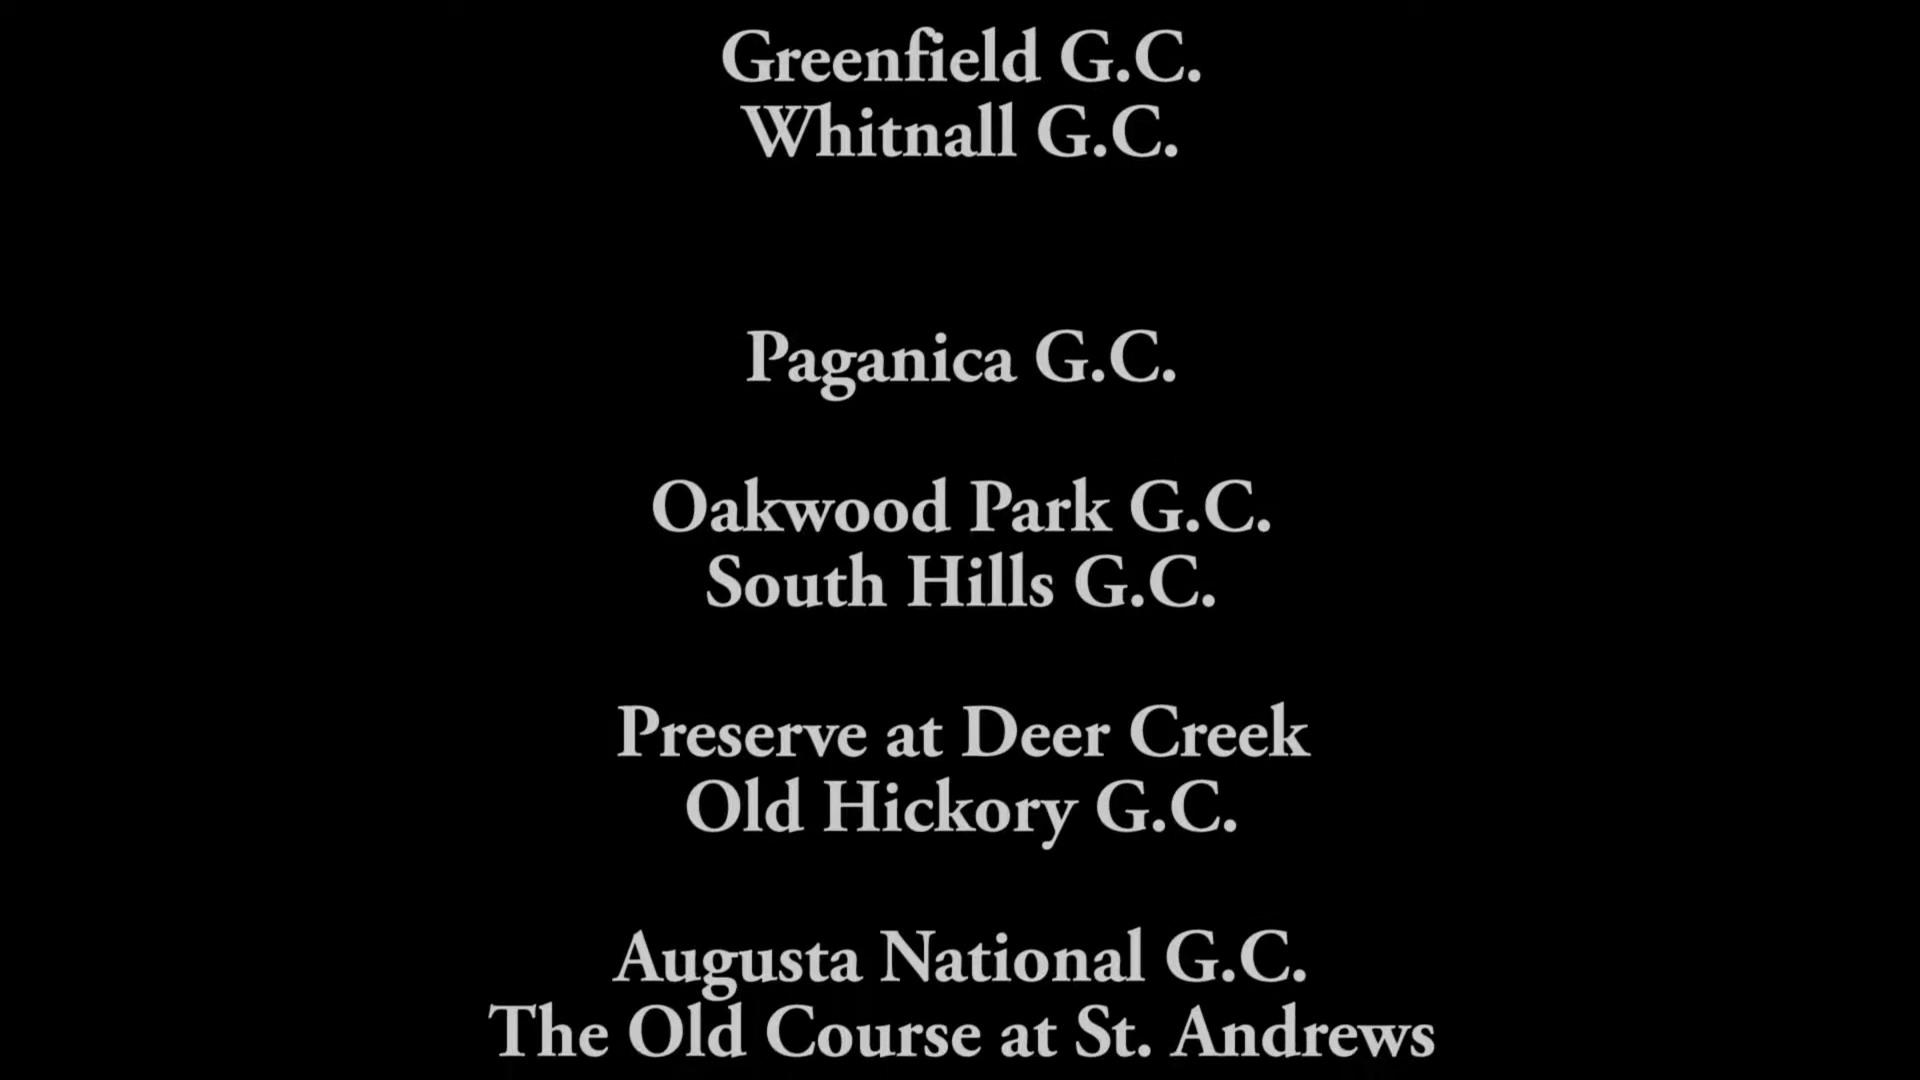 Greenfield G.C.
Whitnall G.C.
Paganica G.C.
Oakwood Park G.C.
South Hills G.C.
Preserve at Deer Creek
Old Hickory G.C.
Augusta National G.C.
The Old Course at St. Andrews